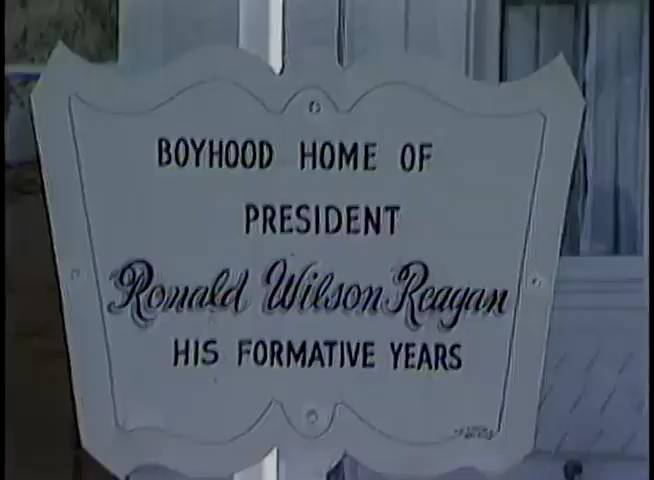 BOYHOOD HOME OF
PRESIDENT
Ronald Wilson Reagan
HIS FORMATIVE YEARS